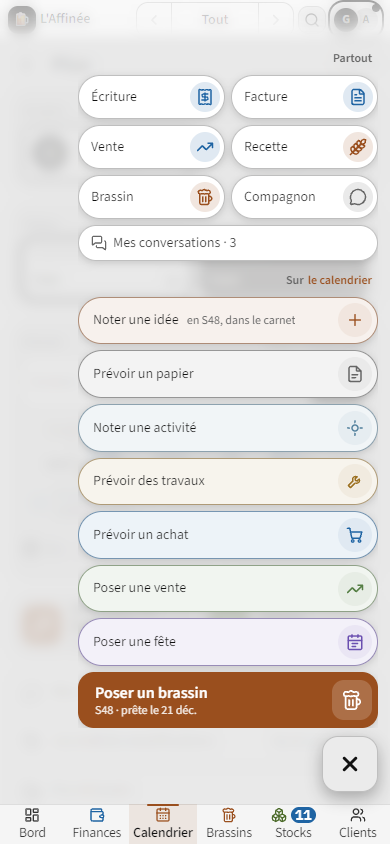 L'Affinée
Tout
G A
Partout
Écriture
Facture
Vente
Recette
Brassin
Compagnon
Mes conversations · 3
Sur le calendrier
Noter une idée en S48, dans le carnet
Prévoir un papier
Noter une activité
Prévoir des travaux
Prévoir un achat
Poser une vente
Poser une fête
Poser un brassin
S48 · prête le 21 déc.
Bord
Finances
Calendrier
Brassins
Stocks
11
Clients